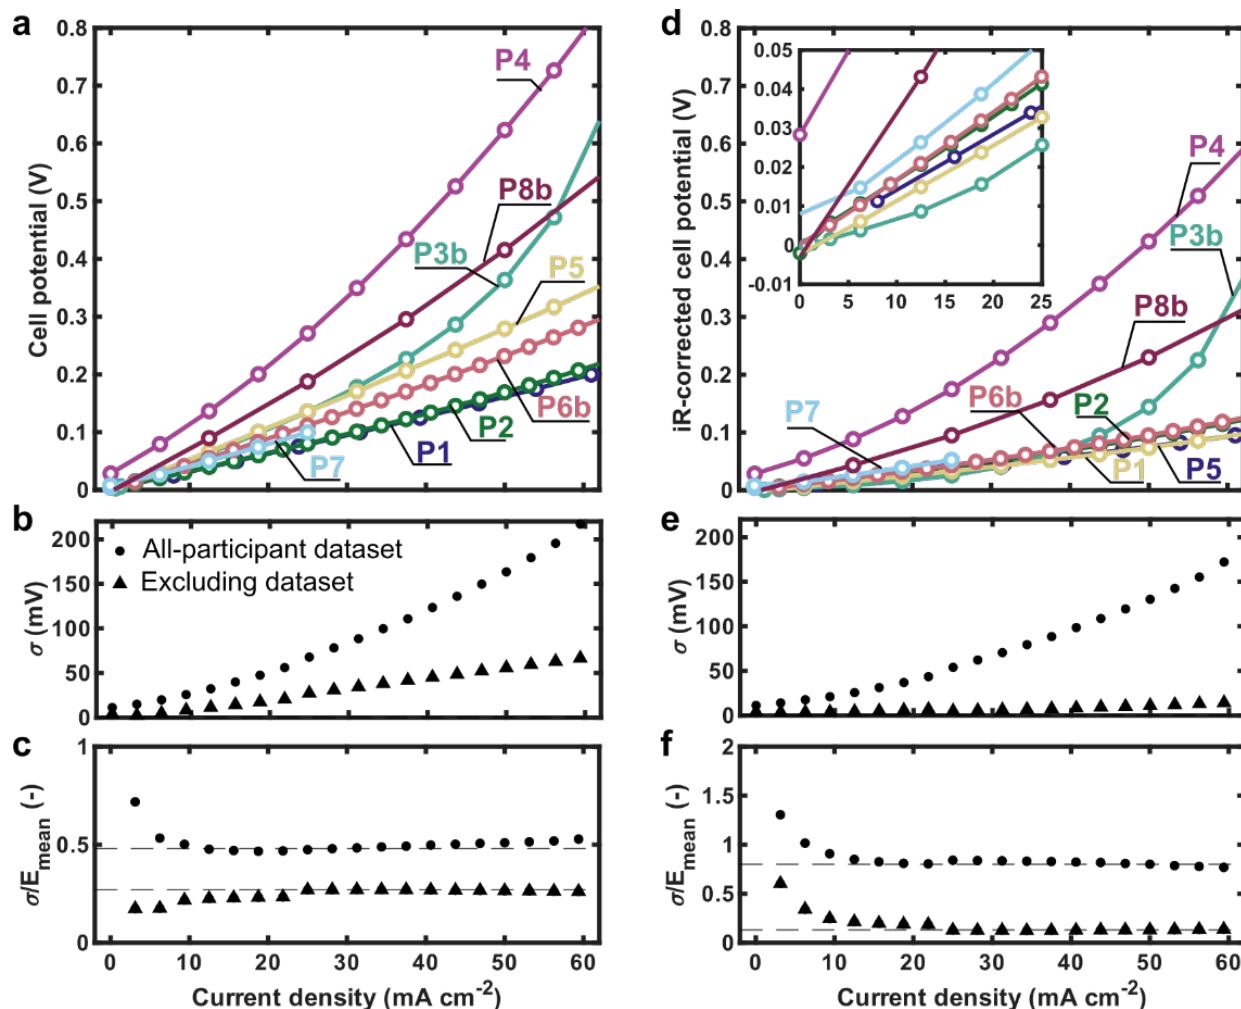 a
0.8
0.7
0.6
0.5
0.4
0.3
0.2
0.1
0
Cell potential (V)
P4
P8b
P3b
P5
P6b
P2
P1
P7
b
200
150
100
50
0
σ (mV)
All-participant dataset
Excluding dataset
c
1
0.5
0
σ/E_mean (-)
0
10
20
30
40
50
60
Current density (mA cm⁻²)
d
0.8
0.7
0.6
0.5
0.4
0.3
0.2
0.1
0
iR-corrected cell potential (V)
0.05
0.04
0.03
0.02
0.01
0
-0.01
0
5
10
15
20
25
P4
P3b
P8b
P6b
P2
P7
P1
P5
e
200
150
100
50
0
σ (mV)
f
2
1.5
1
0.5
0
σ/E_mean (-)
0
10
20
30
40
50
60
Current density (mA cm⁻²)